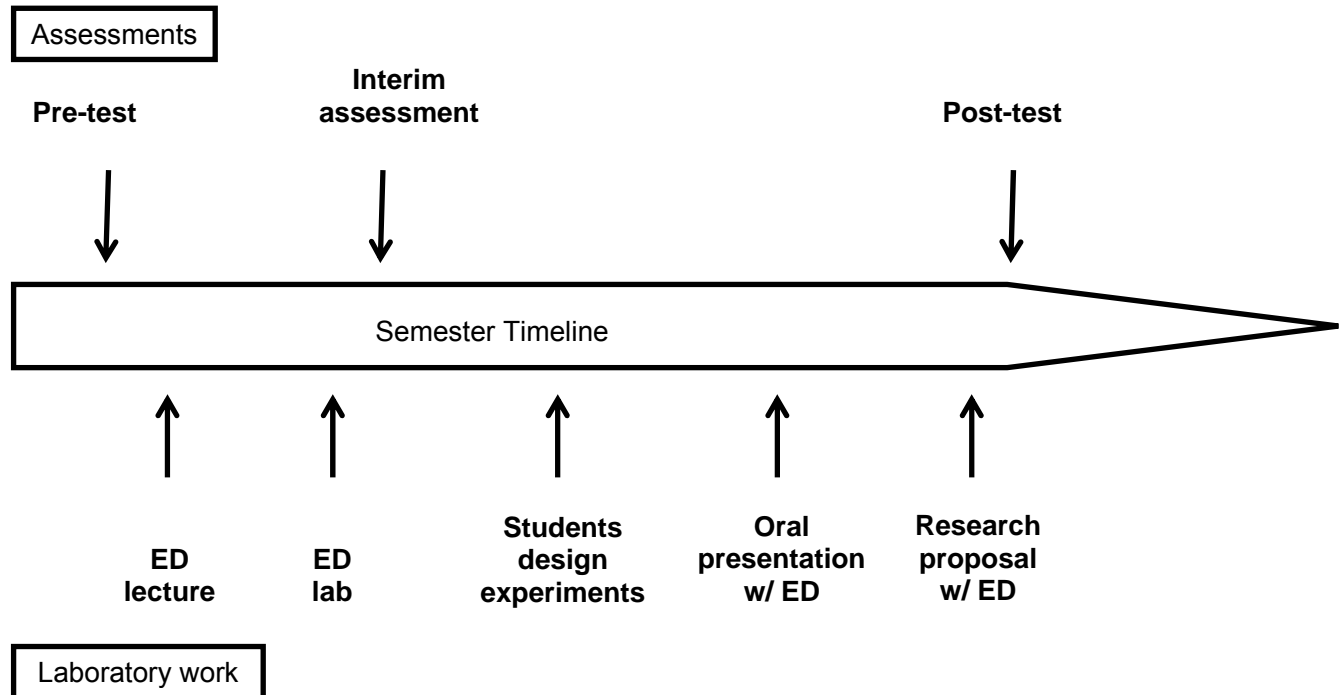 Assessments
Interim
assessment
Pre-test
Post-test
Semester Timeline
ED
lecture
ED
lab
Students
design
experiments
Oral
presentation
w/ ED
Research
proposal
w/ ED
Laboratory work